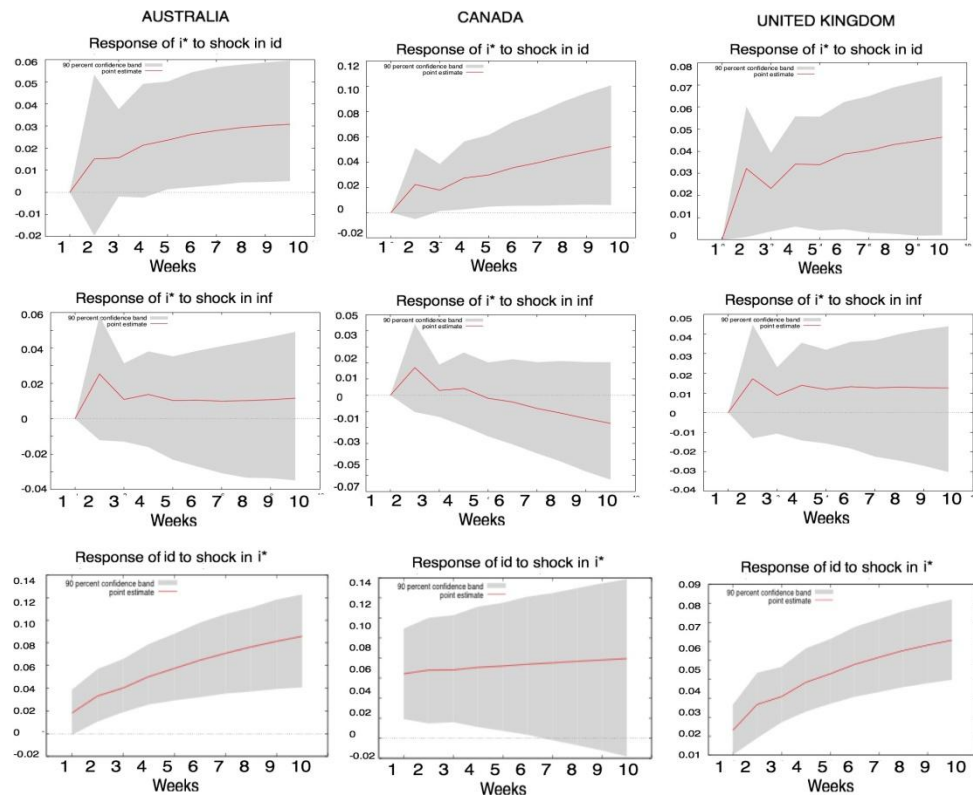 AUSTRALIA
CANADA
UNITED KINGDOM
Response of i* to shock in id
90 percent confidence band
point estimate
0.06
0.05
0.04
0.03
0.02
0.01
0
-0.01
-0.02
1 2 3 4 5 6 7 8 9 10
Weeks
Response of i* to shock in id
90 percent confidence band
point estimate
0.12
0.10
0.08
0.06
0.04
0.02
0
-0.02
1 2 3 4 5 6 7 8 9 10
Weeks
Response of i* to shock in id
90 percent confidence band
point estimate
0.08
0.07
0.06
0.05
0.04
0.03
0.02
0.01
0
1 2 3 4 5 6 7 8 9 10
Weeks
Response of i* to shock in inf
90 percent confidence band
point estimate
0.06
0.04
0.02
0
-0.02
-0.04
1 2 3 4 5 6 7 8 9 10
Weeks
Response of i* to shock in inf
90 percent confidence band
point estimate
0.05
0.04
0.02
0.01
0
-0.01
-0.03
-0.05
-0.07
1 2 3 4 5 6 7 8 9 10
Weeks
Response of i* to shock in inf
90 percent confidence band
point estimate
0.05
0.04
0.03
0.02
0.01
0
-0.01
-0.02
-0.03
-0.04
1 2 3 4 5 6 7 8 9 10
Weeks
Response of id to shock in i*
90 percent confidence band
point estimate
0.14
0.12
0.10
0.08
0.06
0.04
0.02
0
-0.02
1 2 3 4 5 6 7 8 9 10
Weeks
Response of id to shock in i*
90 percent confidence band
point estimate
0.14
0.12
0.10
0.08
0.06
0.04
0.02
0
-0.02
1 2 3 4 5 6 7 8 9 10
Weeks
Response of id to shock in i*
90 percent confidence band
point estimate
0.09
0.08
0.07
0.06
0.05
0.04
0.03
0.02
0.01
1 2 3 4 5 6 7 8 9 10
Weeks